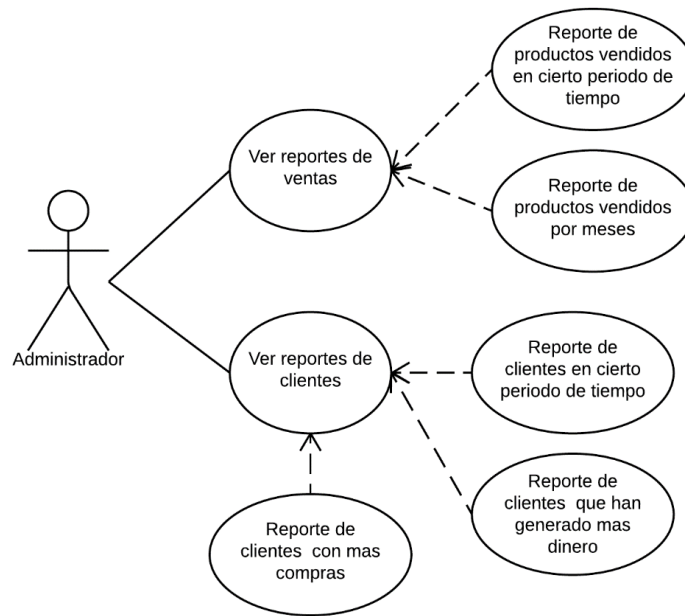 Reporte de
productos vendidos
en cierto periodo de
tiempo
Ver reportes de
ventas
Reporte de
productos vendidos
por meses
Administrador
Ver reportes de
clientes
Reporte de
clientes en cierto
periodo de tiempo
Reporte de
clientes que han
generado mas
dinero
Reporte de
clientes con mas
compras